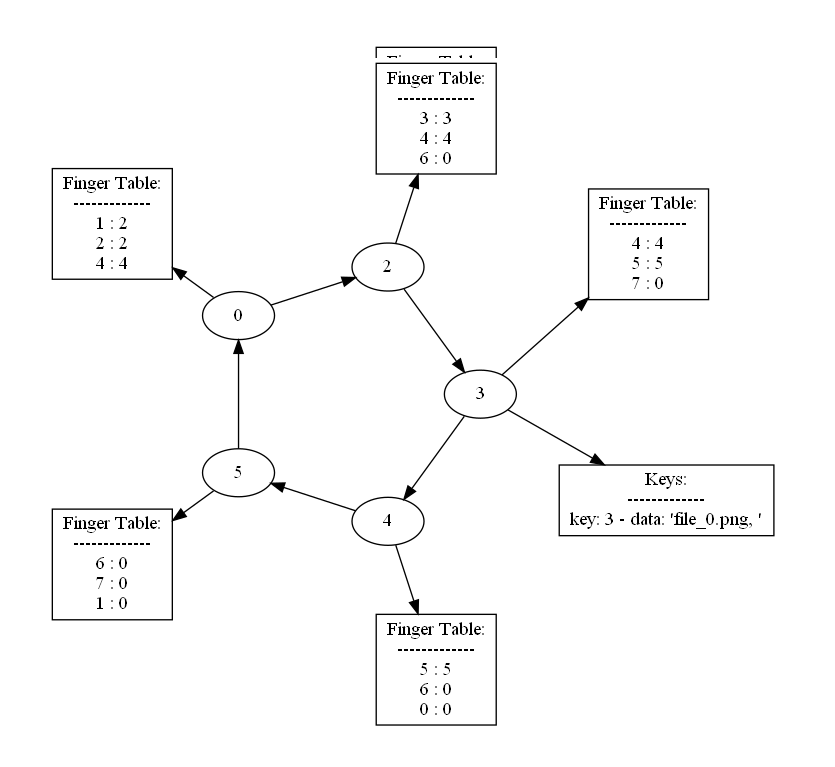 Finger Table:
--------------
3 : 3
4 : 4
6 : 0
Finger Table:
--------------
1 : 2
2 : 2
4 : 4
Finger Table:
--------------
4 : 4
5 : 5
7 : 0
2
0
3
5
4
Keys:
--------------
key: 3 - data: 'file_0.png, '
Finger Table:
--------------
6 : 0
7 : 0
1 : 0
Finger Table:
--------------
5 : 5
6 : 0
0 : 0